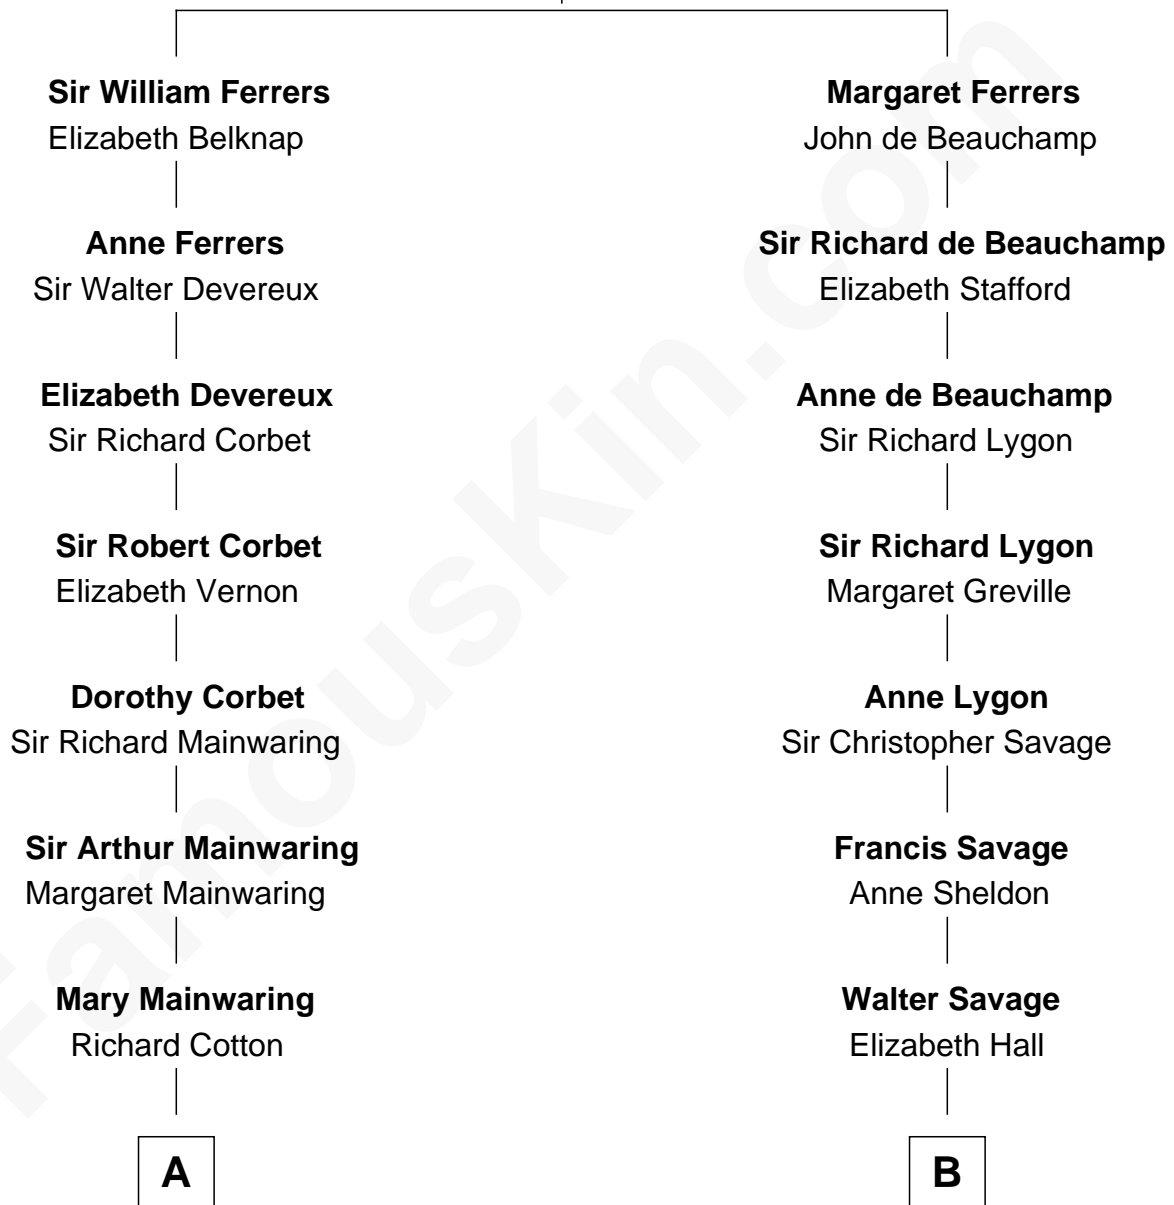 Sir William Ferrers
Elizabeth Belknap
Anne Ferrers
Sir Walter Devereux
Elizabeth Devereux
Sir Richard Corbet
Sir Robert Corbet
Elizabeth Vernon
Dorothy Corbet
Sir Richard Mainwaring
Sir Arthur Mainwaring
Margaret Mainwaring
Mary Mainwaring
Richard Cotton
A
Margaret Ferrers
John de Beauchamp
Sir Richard de Beauchamp
Elizabeth Stafford
Anne de Beauchamp
Sir Richard Lygon
Sir Richard Lygon
Margaret Greville
Anne Lygon
Sir Christopher Savage
Francis Savage
Anne Sheldon
Walter Savage
Elizabeth Hall
B
FamousKin.com